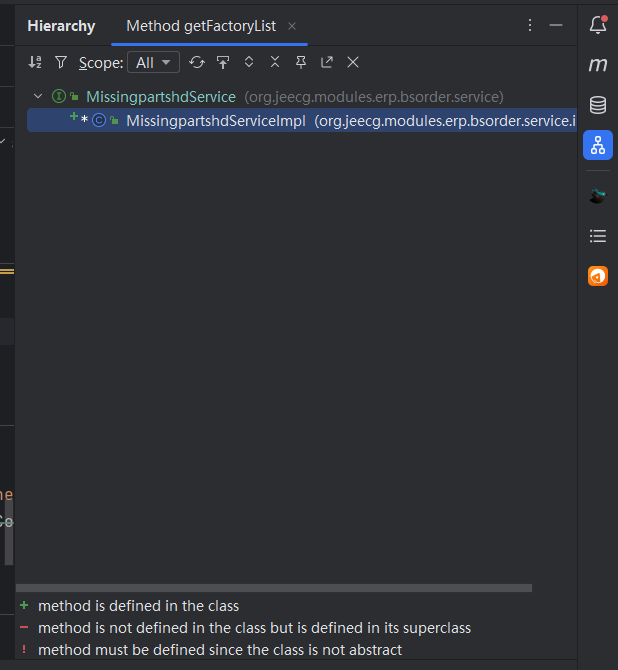 Hierarchy Method getFactoryList
Scope: All
MissingpartshdService (org.jeecg.modules.erp.bsorder.service)
* MissingpartshdServiceImpl (org.jeecg.modules.erp.bsorder.service.i
m
ne
Co
+ method is defined in the class
− method is not defined in the class but is defined in its superclass
! method must be defined since the class is not abstract